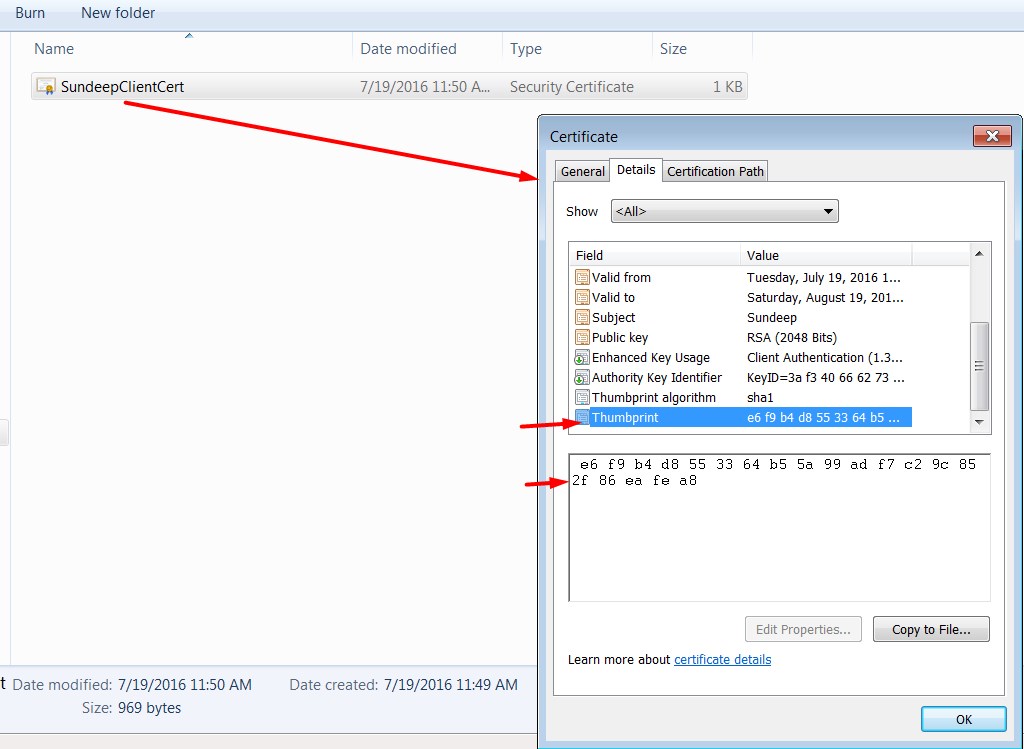 Burn New folder
Name Date modified Type Size
SundeepClientCert 7/19/2016 11:50 A... Security Certificate 1 KB
Certificate
General Details Certification Path
Show <All>
Field Value
Valid from Tuesday, July 19, 2016 1...
Valid to Saturday, August 19, 201...
Subject Sundeep
Public key RSA (2048 Bits)
Enhanced Key Usage Client Authentication (1.3...
Authority Key Identifier KeyID=3a f3 40 66 62 73 ...
Thumbprint algorithm sha1
Thumbprint e6 f9 b4 d8 55 33 64 b5 ...
e6 f9 b4 d8 55 33 64 b5 5a 99 ad f7 c2 9c 85
2f 86 ea fe a8
Edit Properties... Copy to File...
Learn more about certificate details
t Date modified: 7/19/2016 11:50 AM Date created: 7/19/2016 11:49 AM
Size: 969 bytes
OK